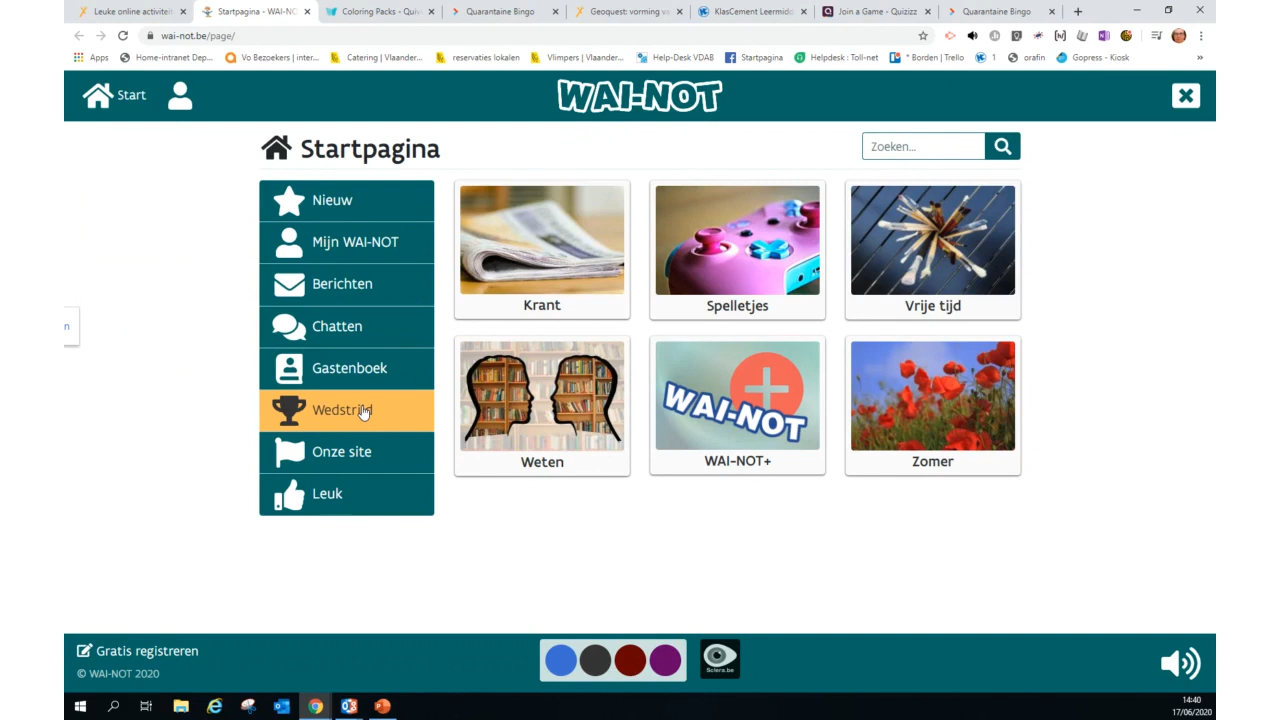 Leuke online activiteit
Startpagina - WAI-NO
Coloring Packs - Quiv
Quarantaine Bingo
Geoquest: vorming va
KlasCement Leermido
Join a Game - Quizizz
Quarantaine Bingo
wai-not.be/page/
Apps
Home-intranet Dep...
Vo Bezoekers | inter...
Catering | Vlaander...
reservaties lokalen
Vlimpers | Vlaander...
Help-Desk VDAB
Startpagina
Helpdesk : Toll-net
* Borden | Trello
1
orafin
Gopress - Kiosk
»
Start
WAI-NOT
Startpagina
Zoeken...
Nieuw
Mijn WAI-NOT
Berichten
Chatten
Gastenboek
Wedstrijd
Onze site
Leuk
Krant
Spelletjes
Vrije tijd
Weten
WAI-NOT
WAI-NOT+
Zomer
n
Gratis registreren
© WAI-NOT 2020
Sclera.be
14:40
17/06/2020